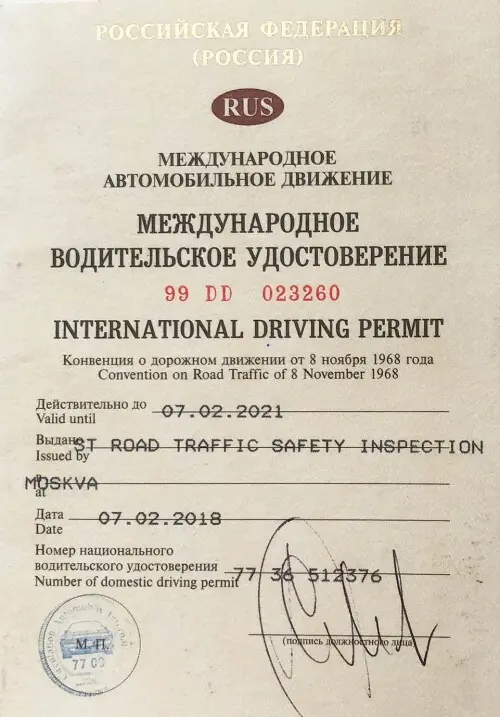 РОССИЙСКАЯ ФЕДЕРАЦИЯ
(РОССИЯ)
RUS
МЕЖДУНАРОДНОЕ
АВТОМОБИЛЬНОЕ ДВИЖЕНИЕ
МЕЖДУНАРОДНОЕ
ВОДИТЕЛЬСКОЕ УДОСТОВЕРЕНИЕ
99 DD 023260
INTERNATIONAL DRIVING PERMIT
Конвенция о дорожном движении от 8 ноября 1968 года
Convention on Road Traffic of 8 November 1968
Действительно до
Valid until 07.02.2021
Выдано
Issued by ST ROAD TRAFFIC SAFETY INSPECTION
MOSKVA
at
Дата
Date 07.02.2018
Номер национального
водительского удостоверения
Number of domestic driving permit 77 36 512376
(подпись должностного лица)
М.П.
77 00